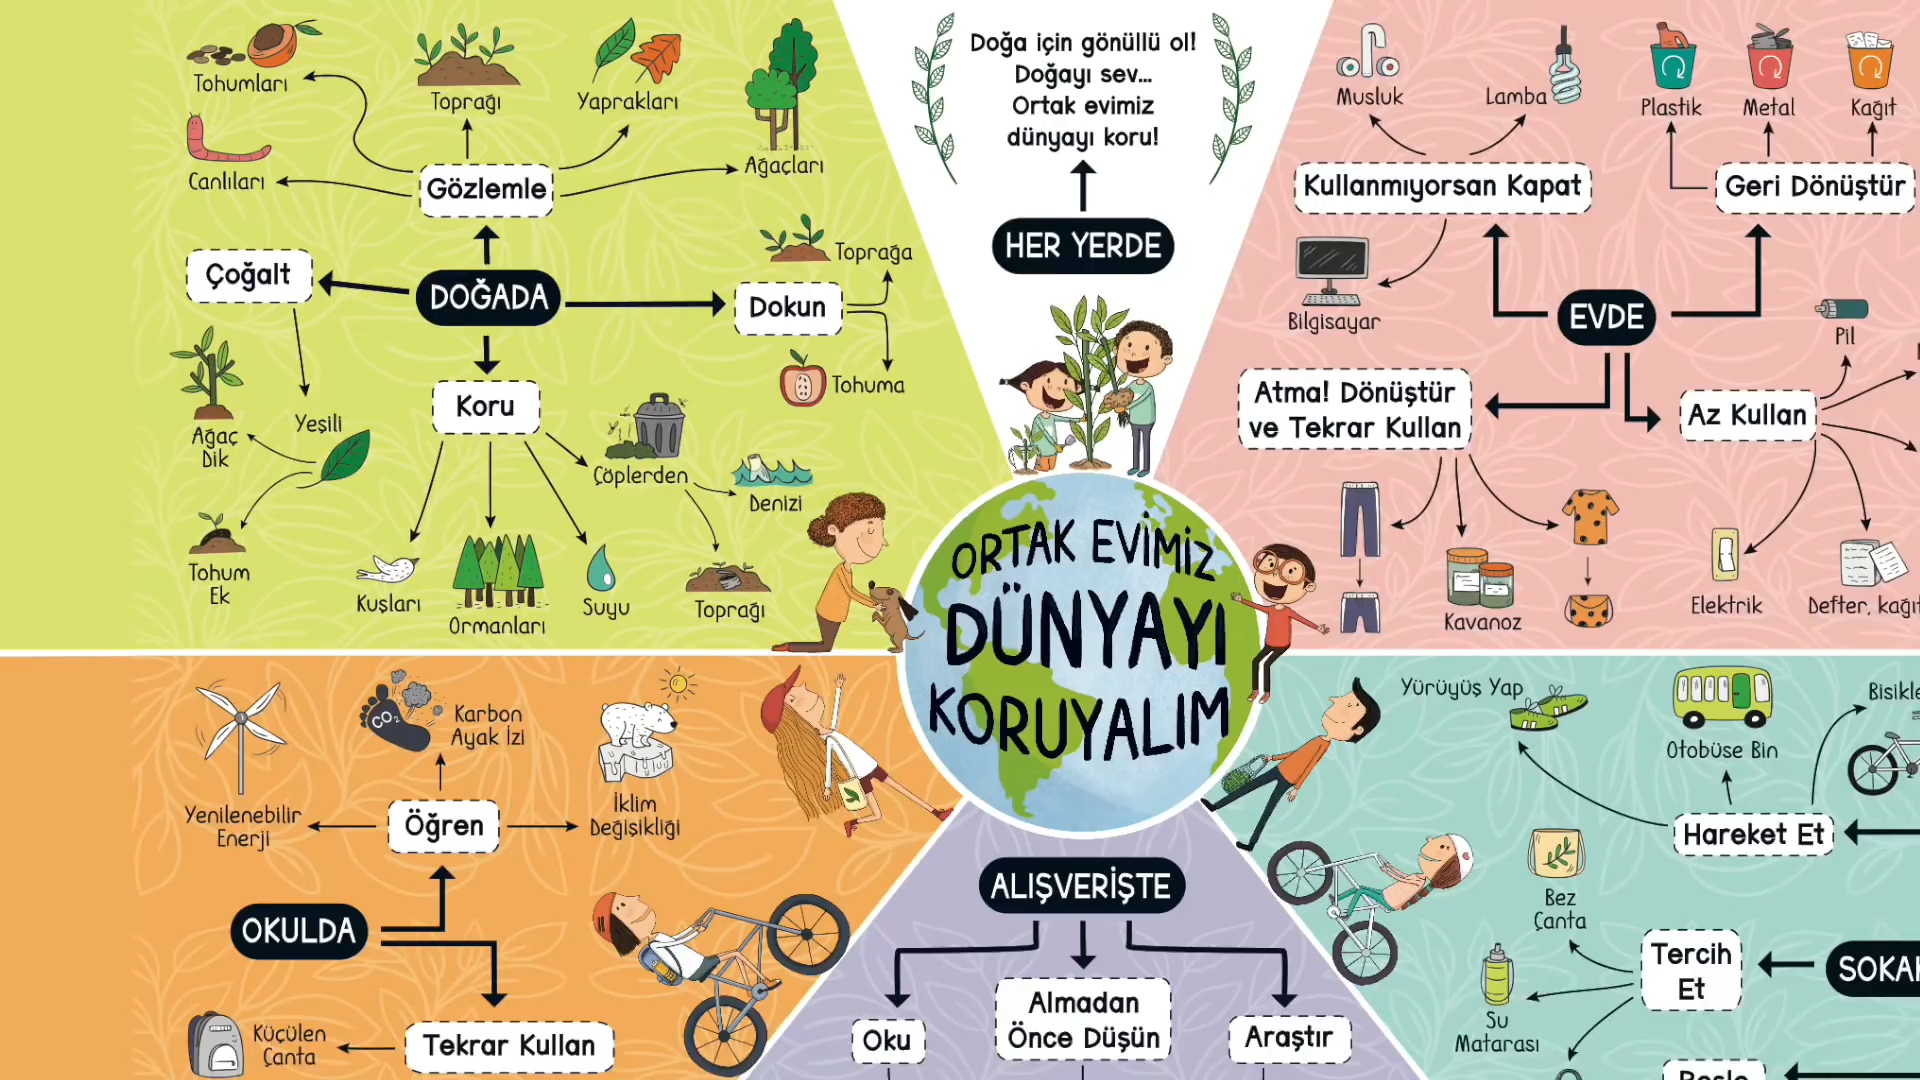 Tohumları
Toprağı
Yaprakları
Ağaçları
Canlıları
Gözlemle
Çoğalt
DOĞADA
Dokun
Toprağa
Tohuma
Ağaç
Dik
Yeşili
Tohum
Ek
Koru
Çöplerden
Denizi
Kuşları
Ormanları
Suyu
Toprağı
Doğa için gönüllü ol!
Doğayı sev...
Ortak evimiz
dünyayı koru!
HER YERDE
Musluk
Lamba
Plastik
Metal
Kağıt
Kullanmıyorsan Kapat
Geri Dönüştür
Bilgisayar
EVDE
Pil
Atma! Dönüştür
ve Tekrar Kullan
Az Kullan
Kavanoz
Elektrik
Defter, kağıt
ORTAK EVİMİZ
DÜNYAYI
KORUYALIM
CO₂
Karbon
Ayak İzi
Yenilenebilir
Enerji
Öğren
İklim
Değişikliği
OKULDA
Küçülen
Çanta
Tekrar Kullan
ALIŞVERİŞTE
Oku
Almadan
Önce Düşün
Araştır
Yürüyüş Yap
Otobüse Bin
Hareket Et
Bez
Çanta
Tercih
Et
Su
Matarası